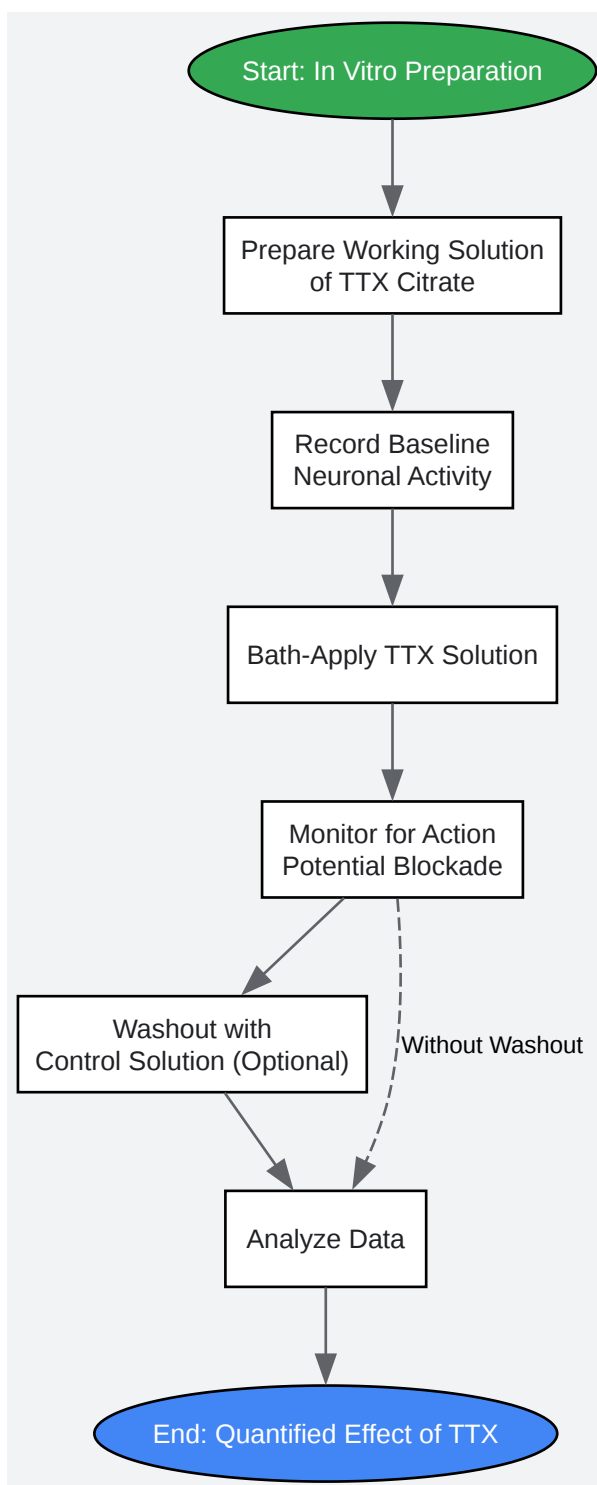 Start: In Vitro Preparation
Prepare Working Solution
of TTX Citrate
Record Baseline
Neuronal Activity
Bath-Apply TTX Solution
Monitor for Action
Potential Blockade
Washout with
Control Solution (Optional)
Without Washout
Analyze Data
End: Quantified Effect of TTX